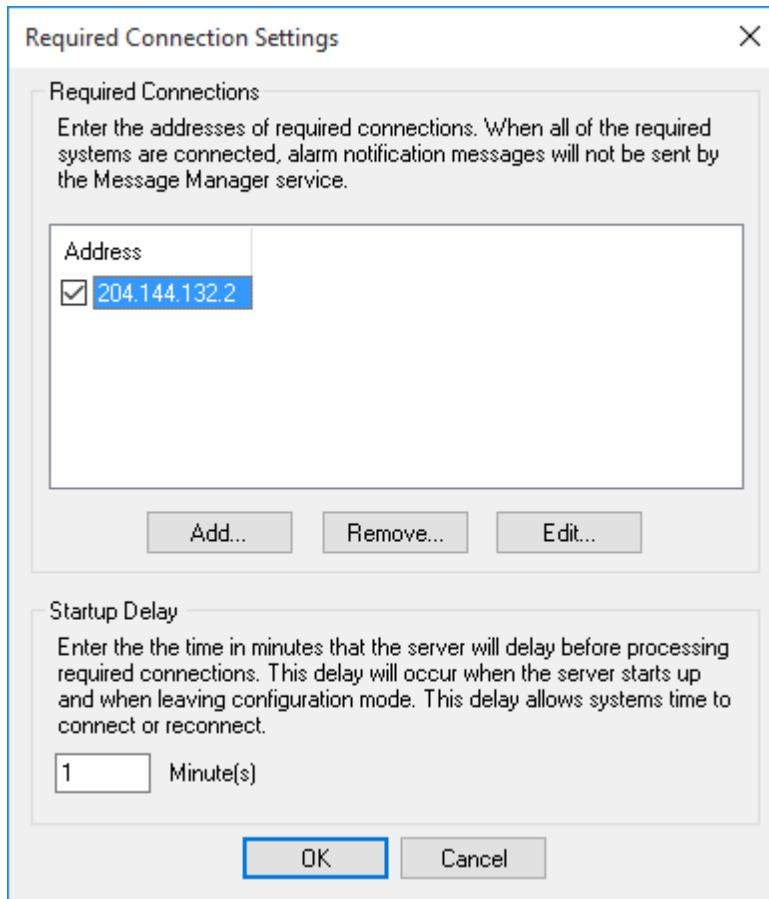 Required Connection Settings
Required Connections
Enter the addresses of required connections. When all of the required
systems are connected, alarm notification messages will not be sent by
the Message Manager service.
Address
204.144.132.2
Add... Remove... Edit...
Startup Delay
Enter the the time in minutes that the server will delay before processing
required connections. This delay will occur when the server starts up
and when leaving configuration mode. This delay allows systems time to
connect or reconnect.
1 Minute(s)
OK Cancel